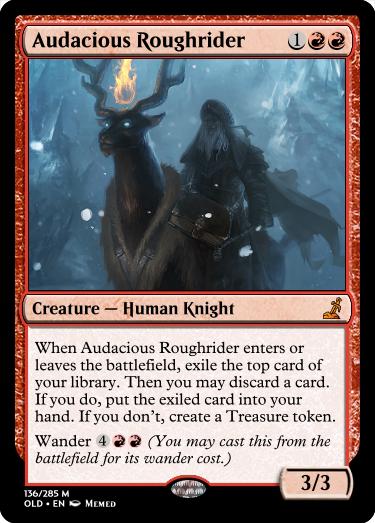 Audacious Roughrider 1
Creature — Human Knight
When Audacious Roughrider enters or
leaves the battlefield, exile the top card of
your library. Then you may discard a card.
If you do, put the exiled card into your
hand. If you don't, create a Treasure token.
Wander 4 (You may cast this from the
battlefield for its wander cost.)
3/3
136/285 M
OLD • EN Memed